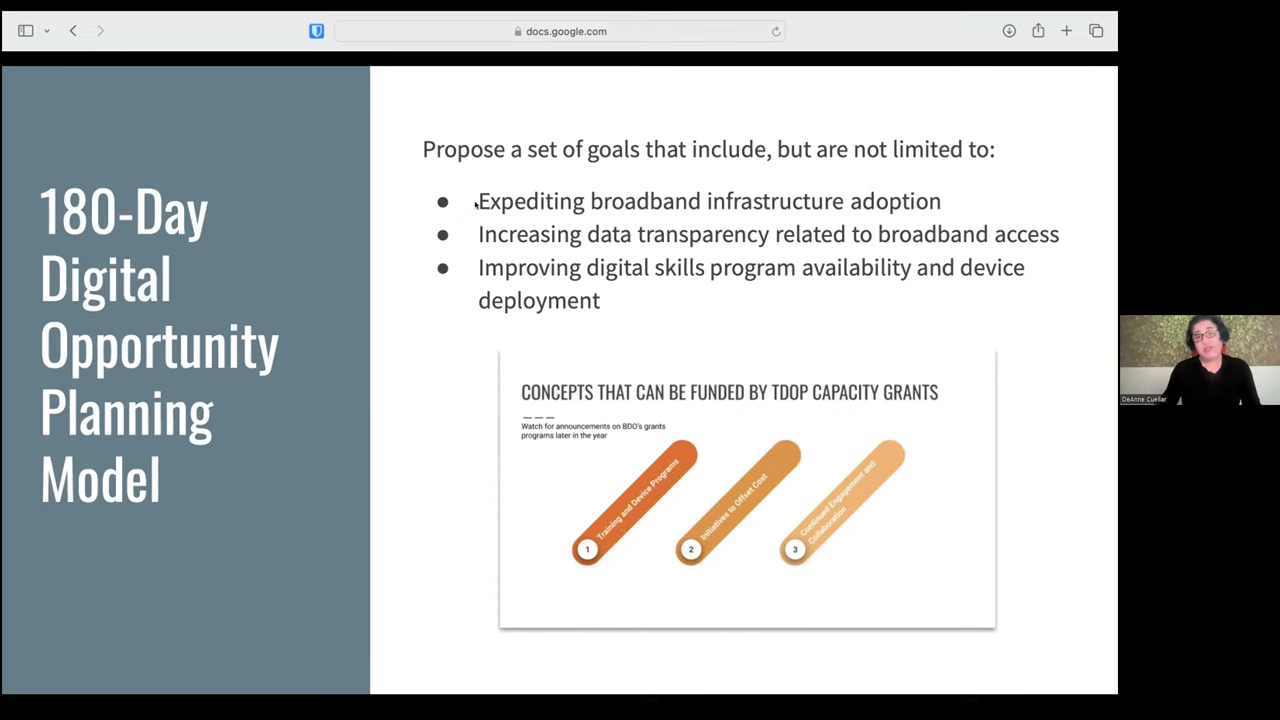 docs.google.com
180-Day
Digital
Opportunity
Planning
Model
Propose a set of goals that include, but are not limited to:
● Expediting broadband infrastructure adoption
● Increasing data transparency related to broadband access
● Improving digital skills program availability and device
deployment
CONCEPTS THAT CAN BE FUNDED BY TDOP CAPACITY GRANTS
Watch for announcements on BDO's grants
programs later in the year
1 Training and Device Programs
2 Initiatives to Offset Cost
3 Continued Engagement and
Collaboration
DeAnne Cuellar